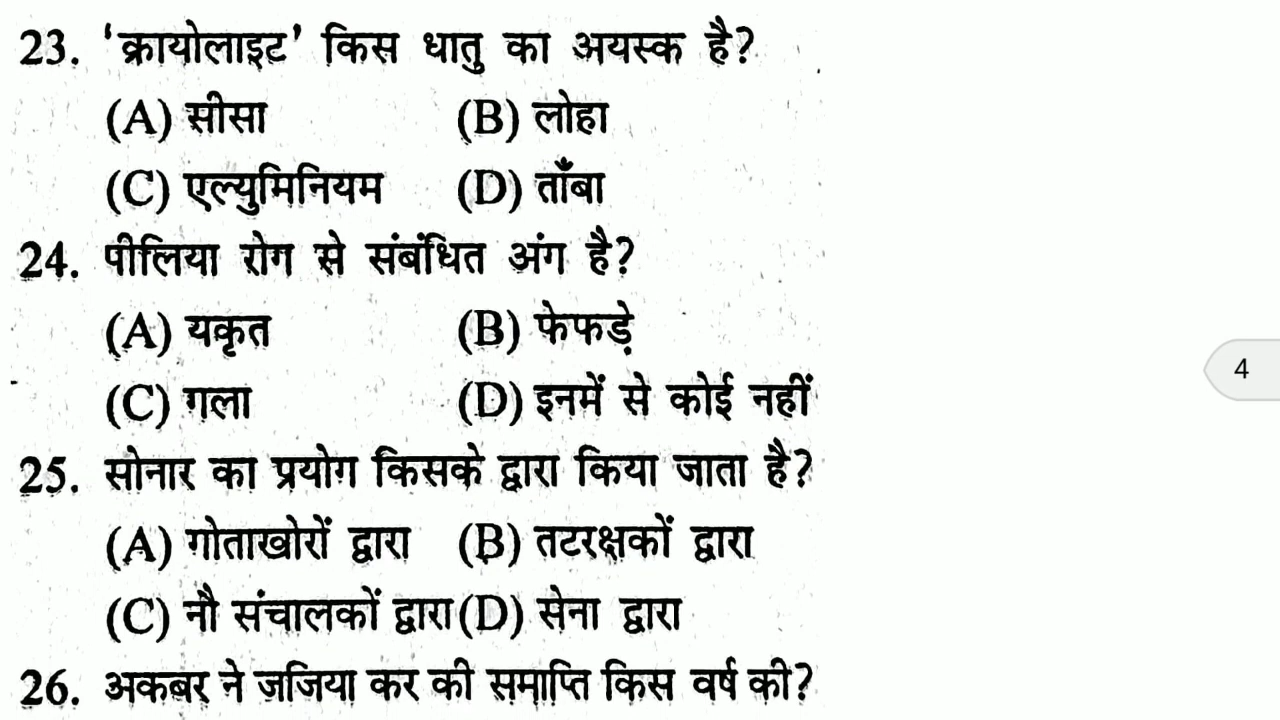 23. 'क्रायोलाइट' किस धातु का अयस्क है?
(A) सीसा (B) लोहा
(C) एल्युमिनियम (D) ताँबा
24. पीलिया रोग से संबंधित अंग है?
(A) यकृत (B) फेफड़े
(C) गला (D) इनमें से कोई नहीं
4
25. सोनार का प्रयोग किसके द्वारा किया जाता है?
(A) गोताखोरों द्वारा (B) तटरक्षकों द्वारा
(C) नौ संचालकों द्वारा (D) सेना द्वारा
26. अकबर ने जजिया कर की समाप्ति किस वर्ष की?